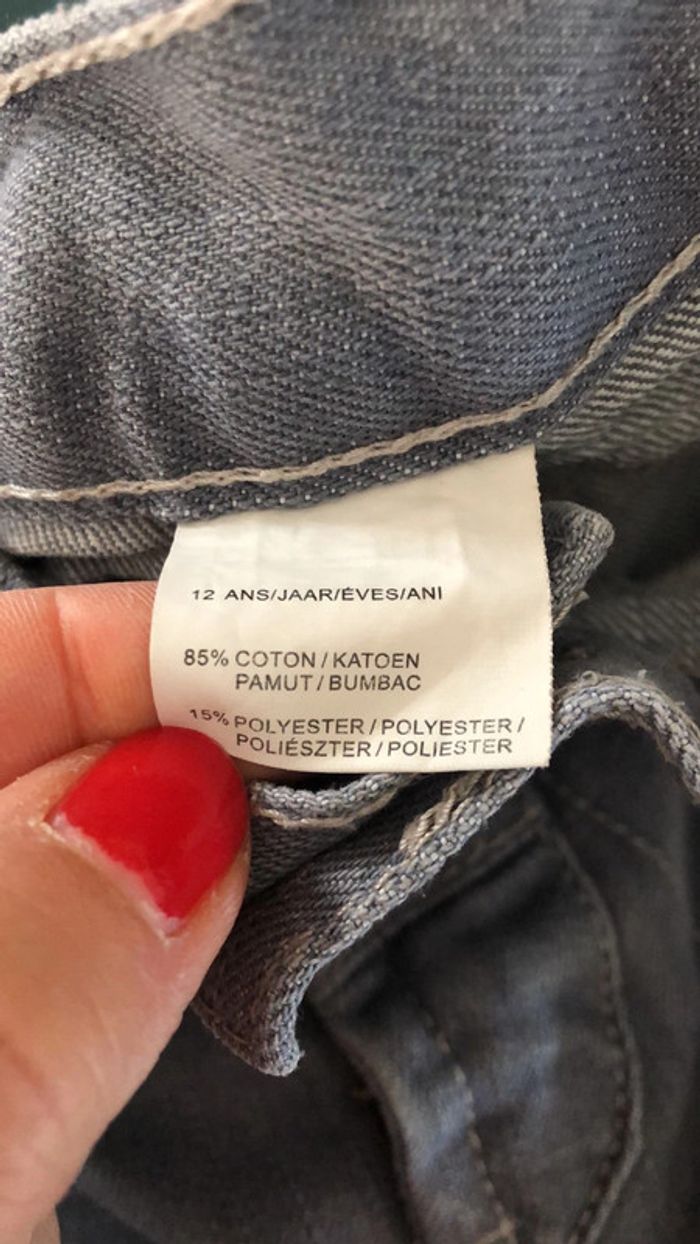 12 ANS/JAAR/ÉVES/ANI
85% COTON / KATOEN
PAMUT / BUMBAC
15% POLYESTER / POLYESTER /
POLIÉSZTER / POLIESTER